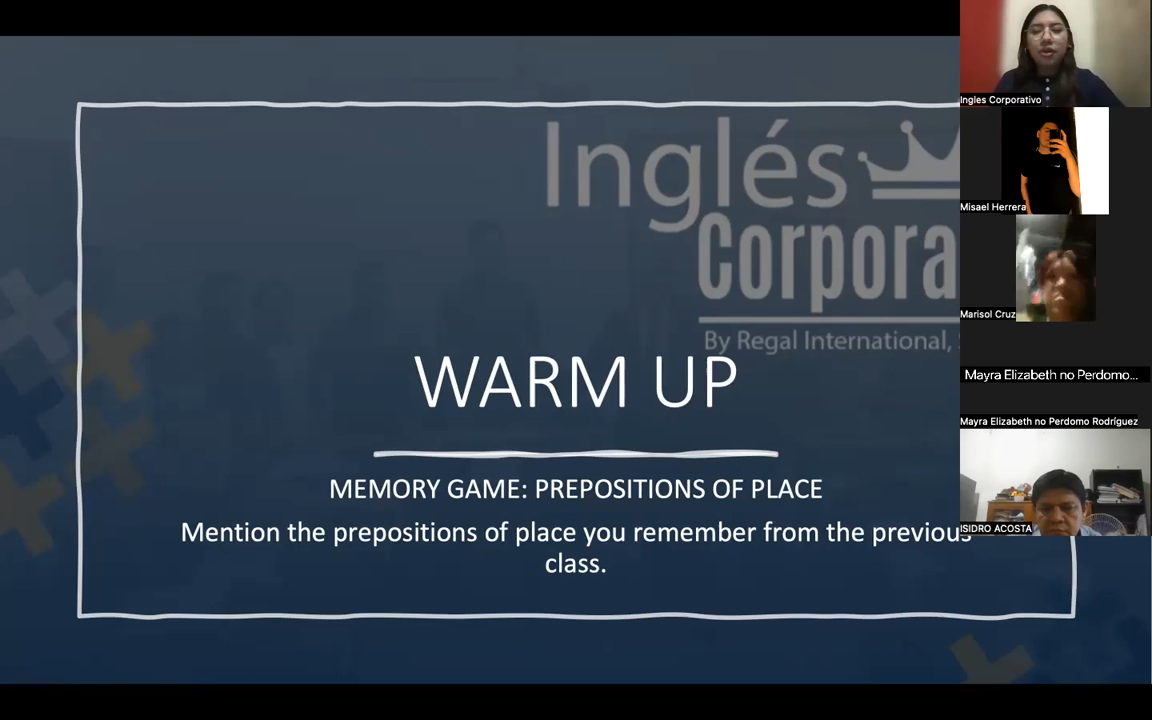 Inglés
Corpora
By Regal International,
WARM UP
MEMORY GAME: PREPOSITIONS OF PLACE
Mention the prepositions of place you remember from the previous
class.
Ingles Corporativo
Misael Herrera
Marisol Cruz
Mayra Elizabeth no Perdomo...
Mayra Elizabeth no Perdomo Rodríguez
ISIDRO ACOSTA